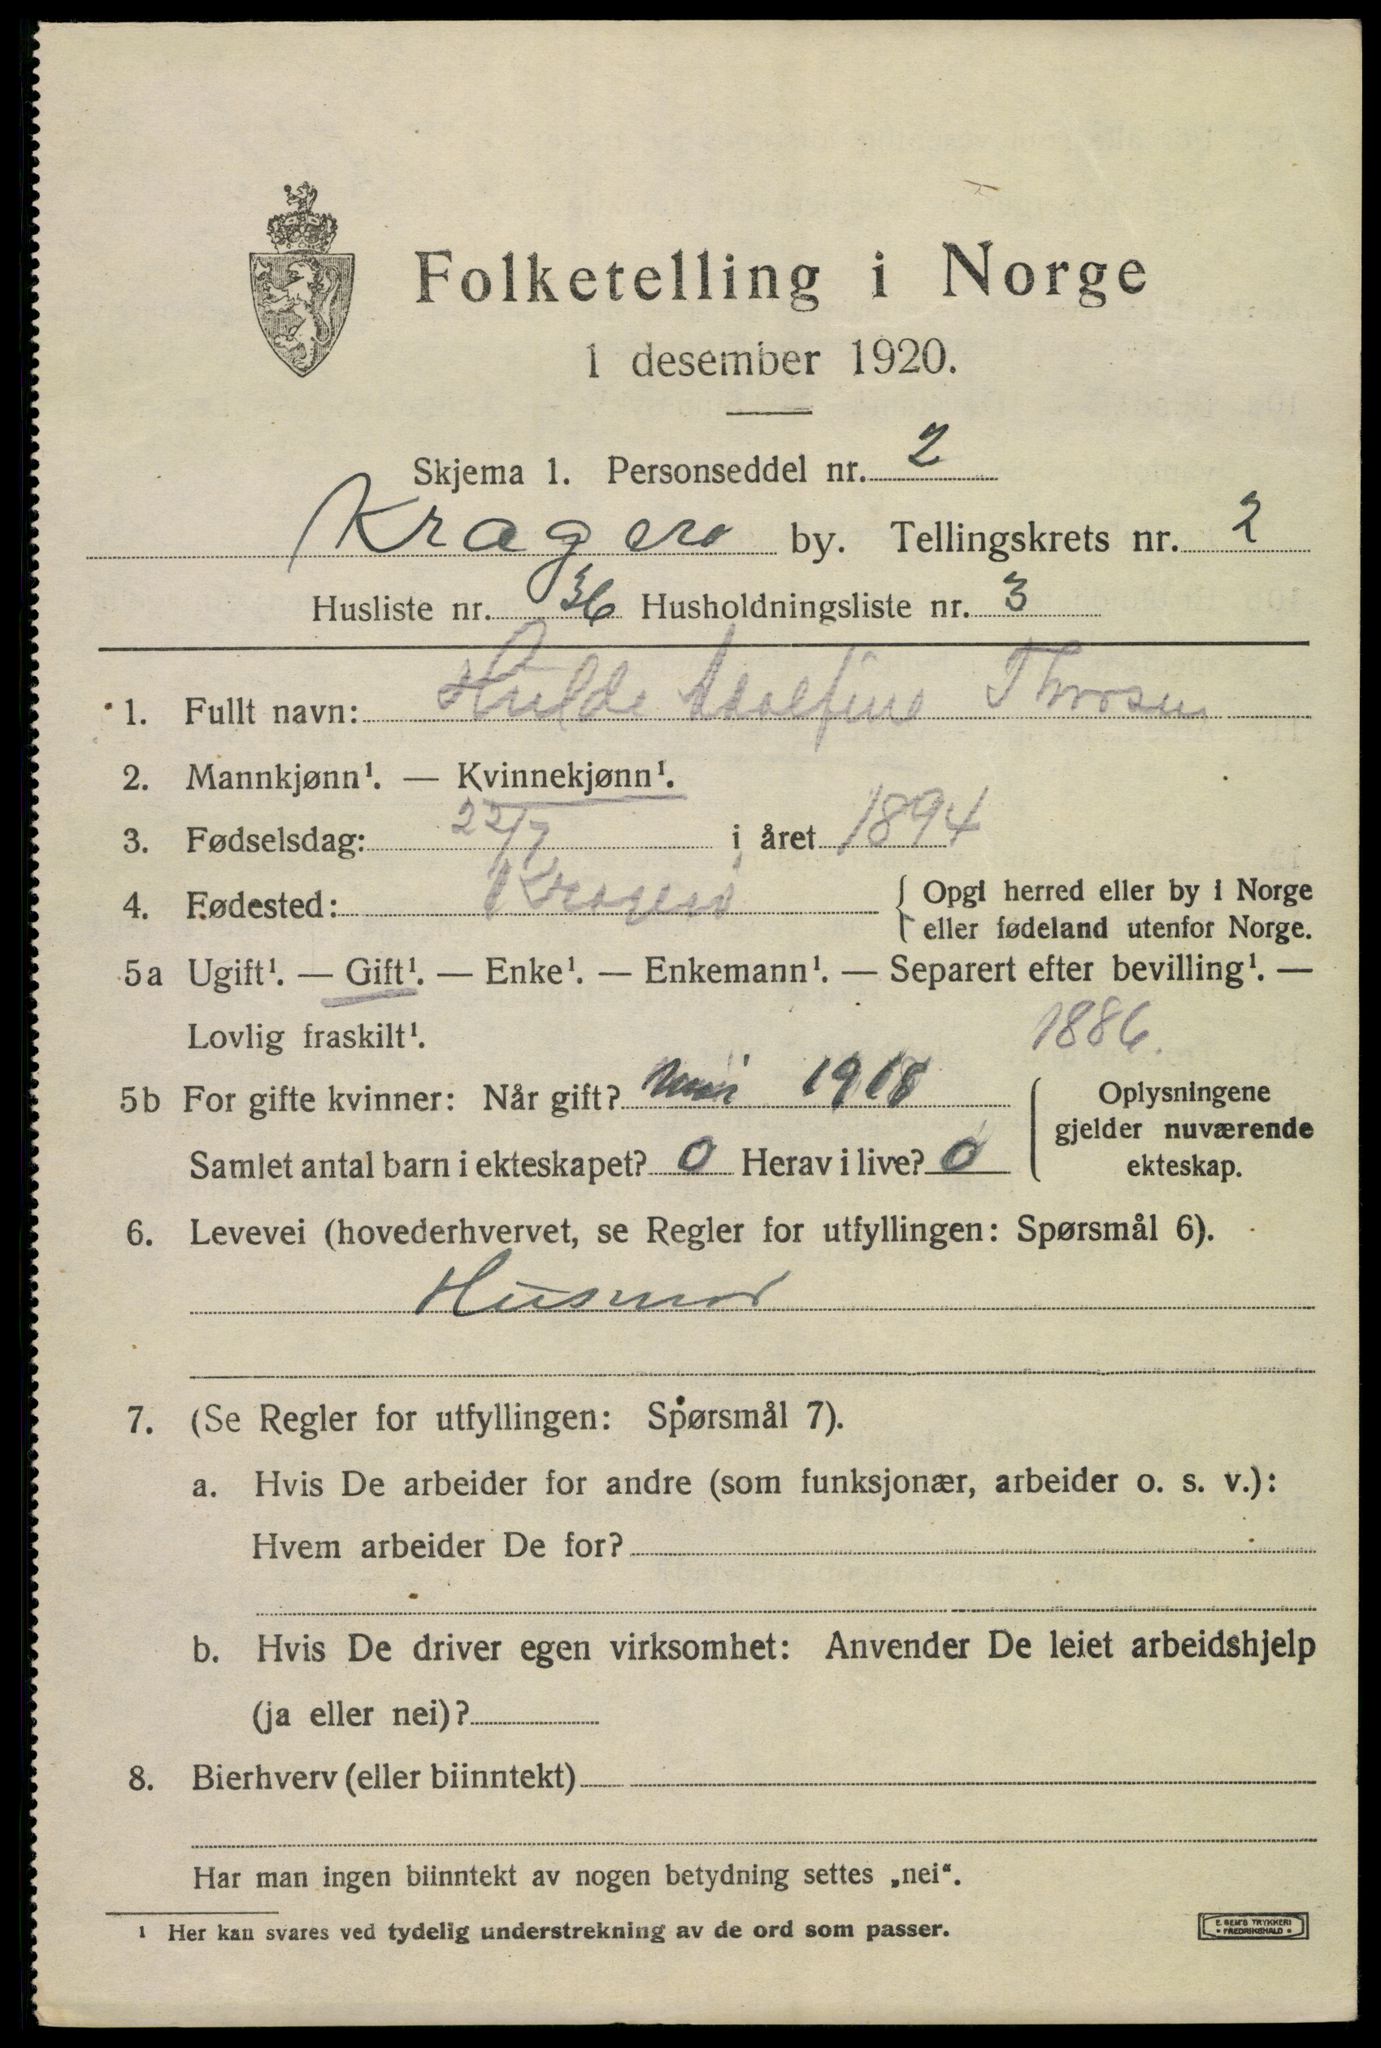 Folketelling i Norge
1 desember 1920.
Skjema 1. Personseddel nr. 2
Kragerø by. Tellingskrets nr. 2
Husliste nr. 36 Husholdningsliste nr. 3
1. Fullt navn: Hulde Adolfine Thorsen
2. Mannkjønn¹. — Kvinnekjønn¹.
3. Fødselsdag: 22/7 i året 1894
4. Fødested: Kragerø { Opgi herred eller by i Norge
eller fødeland utenfor Norge.
5a Ugift¹. — Gift¹. — Enke¹. — Enkemann¹. — Separert efter bevilling¹. —
Lovlig fraskilt¹. 1886.
5b For gifte kvinner: Når gift? mai 1918
Samlet antal barn i ekteskapet? 0 Herav i live? 0
Oplysningene
gjelder nuværende
ekteskap.
6. Levevei (hovederhvervet, se Regler for utfyllingen: Spørsmål 6).
Husmor
7. (Se Regler for utfyllingen: Spørsmål 7).
a. Hvis De arbeider for andre (som funksjonær, arbeider o. s. v.):
Hvem arbeider De for?
b. Hvis De driver egen virksomhet: Anvender De leiet arbeidshjelp
(ja eller nei)?
8. Bierhverv (eller biinntekt)
Har man ingen biinntekt av nogen betydning settes „nei“.
¹ Her kan svares ved tydelig understrekning av de ord som passer.
E. SEM'S TRYKKERI
* FREDRIKSHALD *